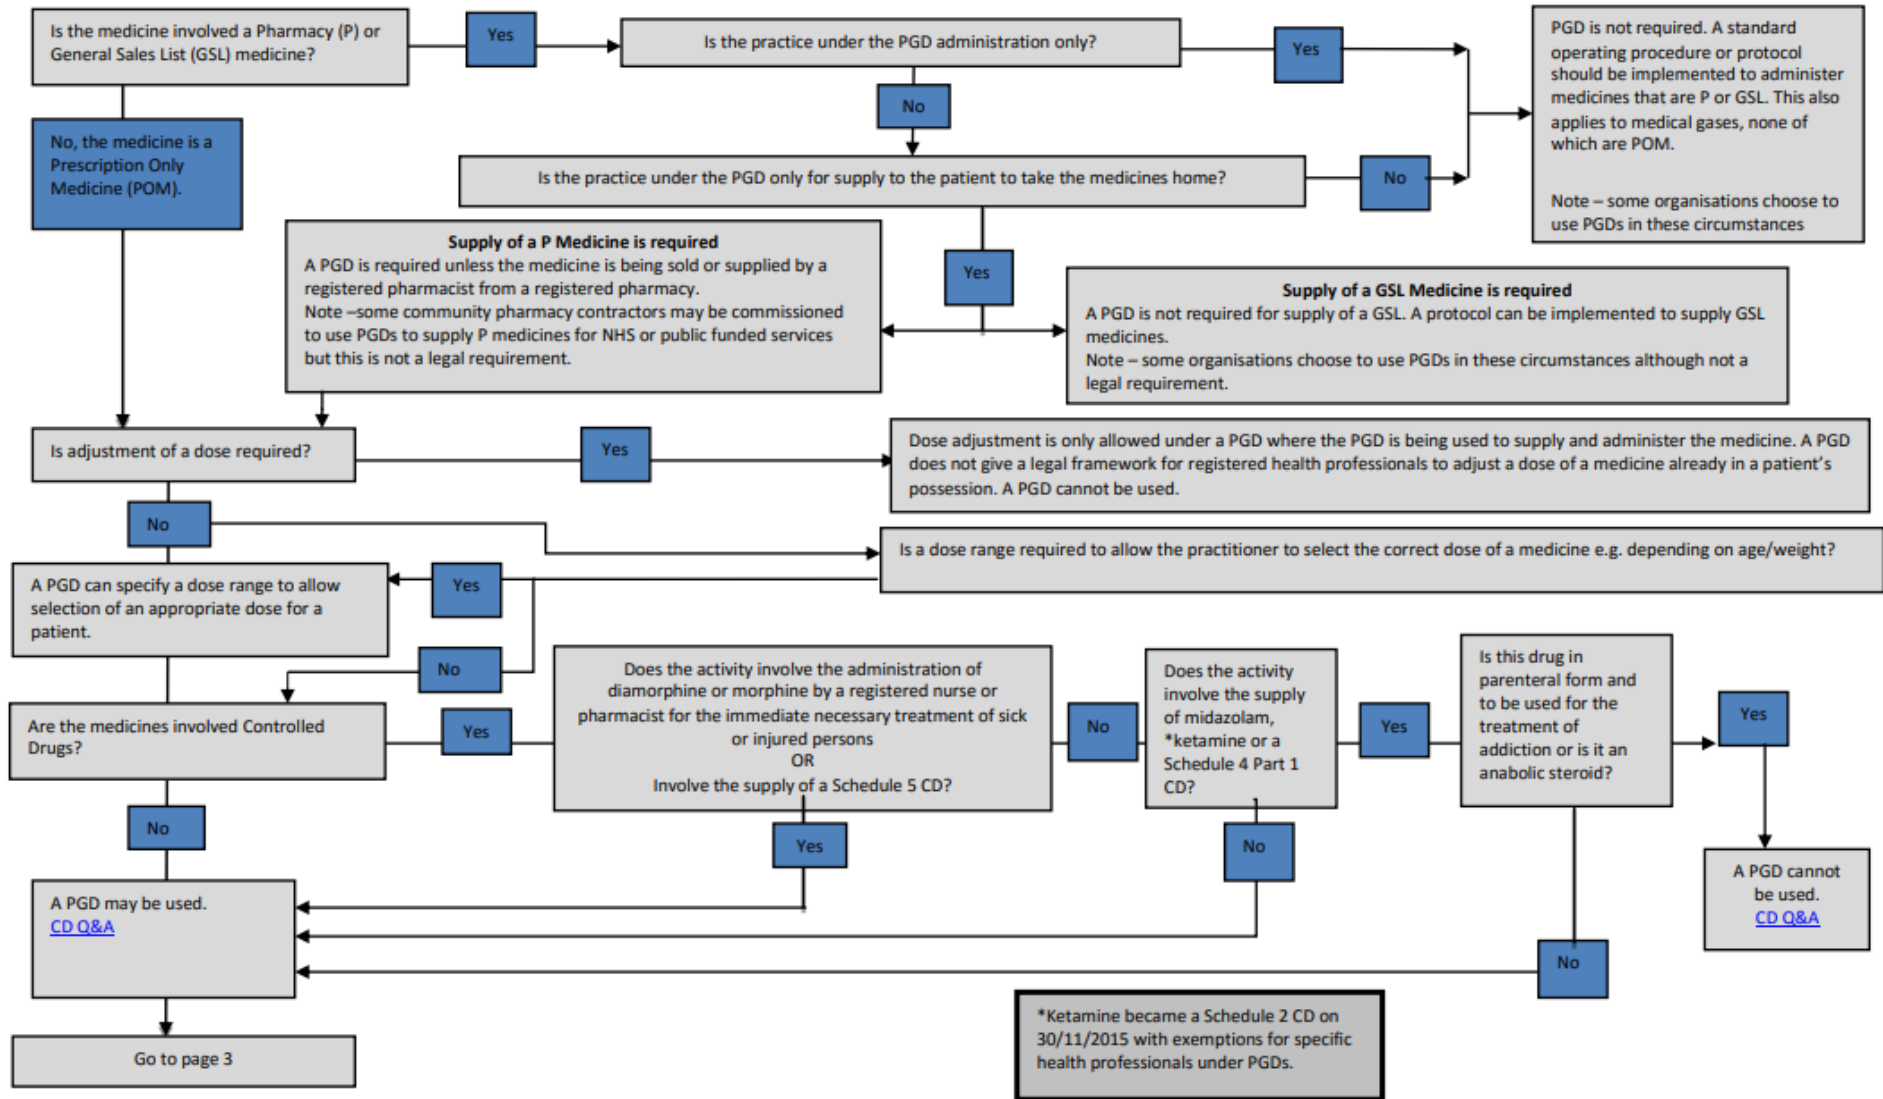 Is the medicine involved a Pharmacy (P) or
General Sales List (GSL) medicine?
Yes
Is the practice under the PGD administration only?
Yes
PGD is not required. A standard
operating procedure or protocol
should be implemented to administer
medicines that are P or GSL. This also
applies to medical gases, none of
which are POM.
Note – some organisations choose to
use PGDs in these circumstances
No
No, the medicine is a
Prescription Only
Medicine (POM).
Is the practice under the PGD only for supply to the patient to take the medicines home?
No
Supply of a P Medicine is required
A PGD is required unless the medicine is being sold or supplied by a
registered pharmacist from a registered pharmacy.
Note –some community pharmacy contractors may be commissioned
to use PGDs to supply P medicines for NHS or public funded services
but this is not a legal requirement.
Yes
Supply of a GSL Medicine is required
A PGD is not required for supply of a GSL. A protocol can be implemented to supply GSL
medicines.
Note – some organisations choose to use PGDs in these circumstances although not a
legal requirement.
Is adjustment of a dose required?
Yes
Dose adjustment is only allowed under a PGD where the PGD is being used to supply and administer the medicine. A PGD
does not give a legal framework for registered health professionals to adjust a dose of a medicine already in a patient's
possession. A PGD cannot be used.
No
Is a dose range required to allow the practitioner to select the correct dose of a medicine e.g. depending on age/weight?
A PGD can specify a dose range to allow
selection of an appropriate dose for a
patient.
Yes
No
Are the medicines involved Controlled
Drugs?
Yes
Does the activity involve the administration of
diamorphine or morphine by a registered nurse or
pharmacist for the immediate necessary treatment of sick
or injured persons
OR
Involve the supply of a Schedule 5 CD?
No
Does the activity
involve the supply
of midazolam,
*ketamine or a
Schedule 4 Part 1
CD?
Yes
Is this drug in
parenteral form and
to be used for the
treatment of
addiction or is it an
anabolic steroid?
Yes
No
Yes
No
A PGD may be used.
CD Q&A
A PGD cannot
be used.
CD Q&A
No
*Ketamine became a Schedule 2 CD on
30/11/2015 with exemptions for specific
health professionals under PGDs.
Go to page 3